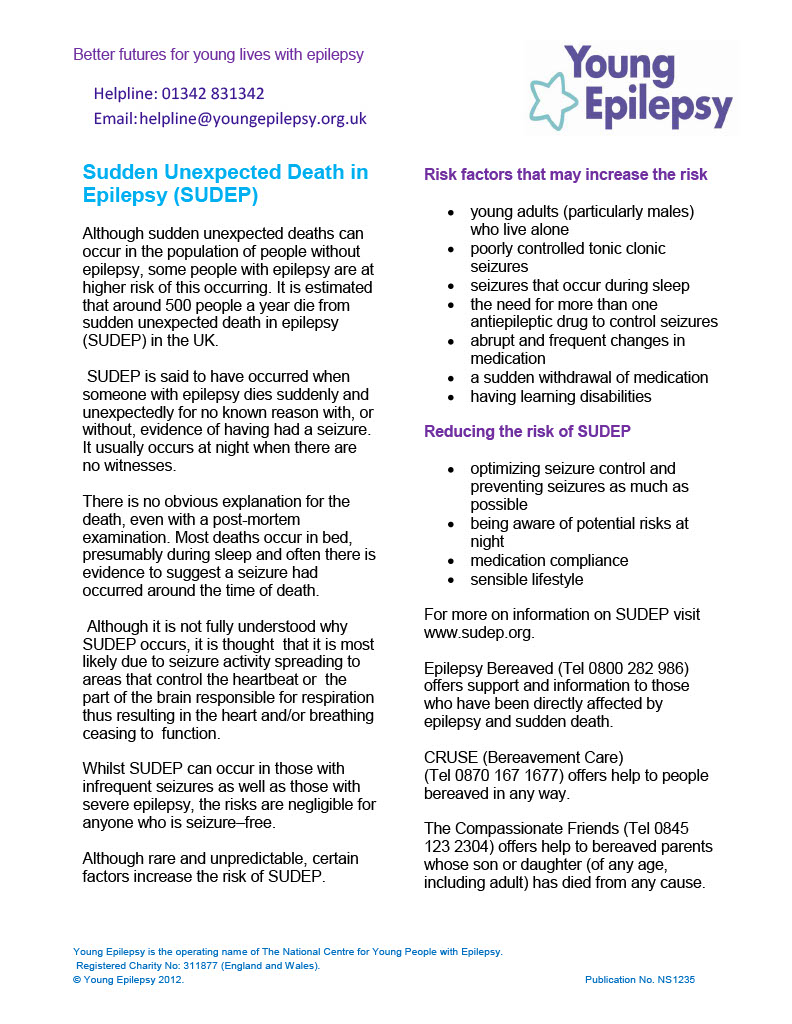 Better futures for young lives with epilepsy
Helpline: 01342 831342
Email: helpline@youngepilepsy.org.uk
Young
Epilepsy
Sudden Unexpected Death in
Epilepsy (SUDEP)
Although sudden unexpected deaths can
occur in the population of people without
epilepsy, some people with epilepsy are at
higher risk of this occurring. It is estimated
that around 500 people a year die from
sudden unexpected death in epilepsy
(SUDEP) in the UK.
SUDEP is said to have occurred when
someone with epilepsy dies suddenly and
unexpectedly for no known reason with, or
without, evidence of having had a seizure.
It usually occurs at night when there are
no witnesses.
There is no obvious explanation for the
death, even with a post-mortem
examination. Most deaths occur in bed,
presumably during sleep and often there is
evidence to suggest a seizure had
occurred around the time of death.
Although it is not fully understood why
SUDEP occurs, it is thought that it is most
likely due to seizure activity spreading to
areas that control the heartbeat or the
part of the brain responsible for respiration
thus resulting in the heart and/or breathing
ceasing to function.
Whilst SUDEP can occur in those with
infrequent seizures as well as those with
severe epilepsy, the risks are negligible for
anyone who is seizure–free.
Although rare and unpredictable, certain
factors increase the risk of SUDEP.
Risk factors that may increase the risk
• young adults (particularly males)
who live alone
• poorly controlled tonic clonic
seizures
• seizures that occur during sleep
• the need for more than one
antiepileptic drug to control seizures
• abrupt and frequent changes in
medication
• a sudden withdrawal of medication
• having learning disabilities
Reducing the risk of SUDEP
• optimizing seizure control and
preventing seizures as much as
possible
• being aware of potential risks at
night
• medication compliance
• sensible lifestyle
For more on information on SUDEP visit
www.sudep.org.
Epilepsy Bereaved (Tel 0800 282 986)
offers support and information to those
who have been directly affected by
epilepsy and sudden death.
CRUSE (Bereavement Care)
(Tel 0870 167 1677) offers help to people
bereaved in any way.
The Compassionate Friends (Tel 0845
123 2304) offers help to bereaved parents
whose son or daughter (of any age,
including adult) has died from any cause.
Young Epilepsy is the operating name of The National Centre for Young People with Epilepsy.
Registered Charity No: 311877 (England and Wales).
© Young Epilepsy 2012.
Publication No. NS1235